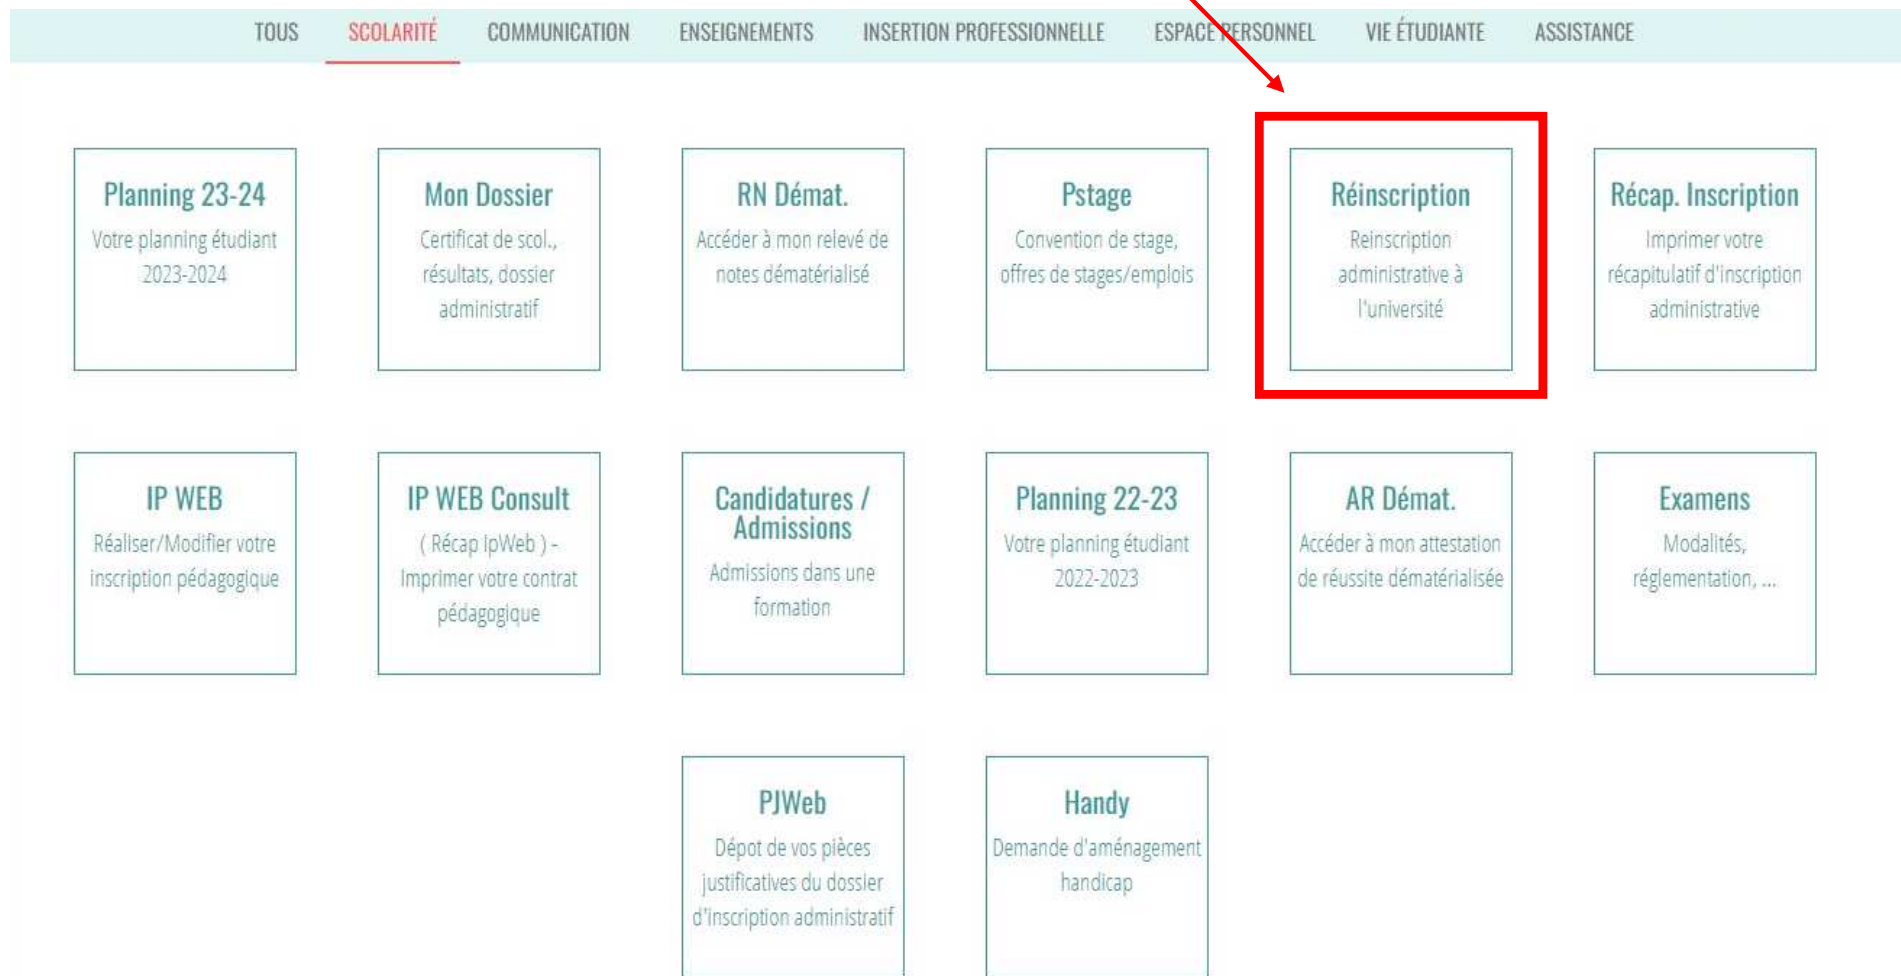 TOUS SCOLARITÉ COMMUNICATION ENSEIGNEMENTS INSERTION PROFESSIONNELLE ESPACE PERSONNEL VIE ÉTUDIANTE ASSISTANCE
Planning 23-24
Votre planning étudiant
2023-2024
Mon Dossier
Certificat de scol.,
résultats, dossier
administratif
RN Démat.
Accéder à mon relevé de
notes dématérialisé
Pstage
Convention de stage,
offres de stages/emplois
Réinscription
Reinscription
administrative à
l'université
Récap. Inscription
Imprimer votre
récapitulatif d'inscription
administrative
IP WEB
Réaliser/Modifier votre
inscription pédagogique
IP WEB Consult
( Récap IpWeb ) -
Imprimer votre contrat
pédagogique
Candidatures /
Admissions
Admissions dans une
formation
Planning 22-23
Votre planning étudiant
2022-2023
AR Démat.
Accéder à mon attestation
de réussite dématérialisée
Examens
Modalités,
réglementation, ...
PJWeb
Dépot de vos pièces
justificatives du dossier
d'inscription administratif
Handy
Demande d'aménagement
handicap